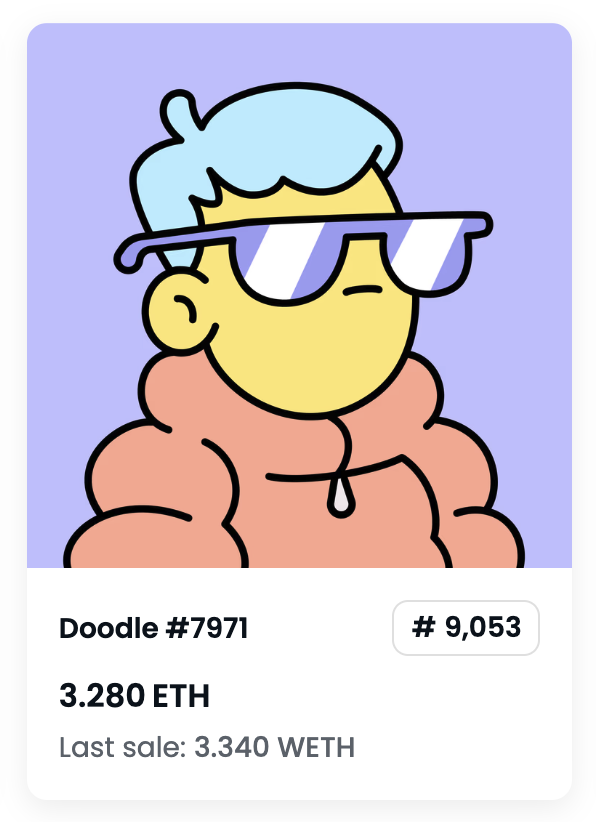 Doodle #7971
# 9,053
3.280 ETH
Last sale: 3.340 WETH